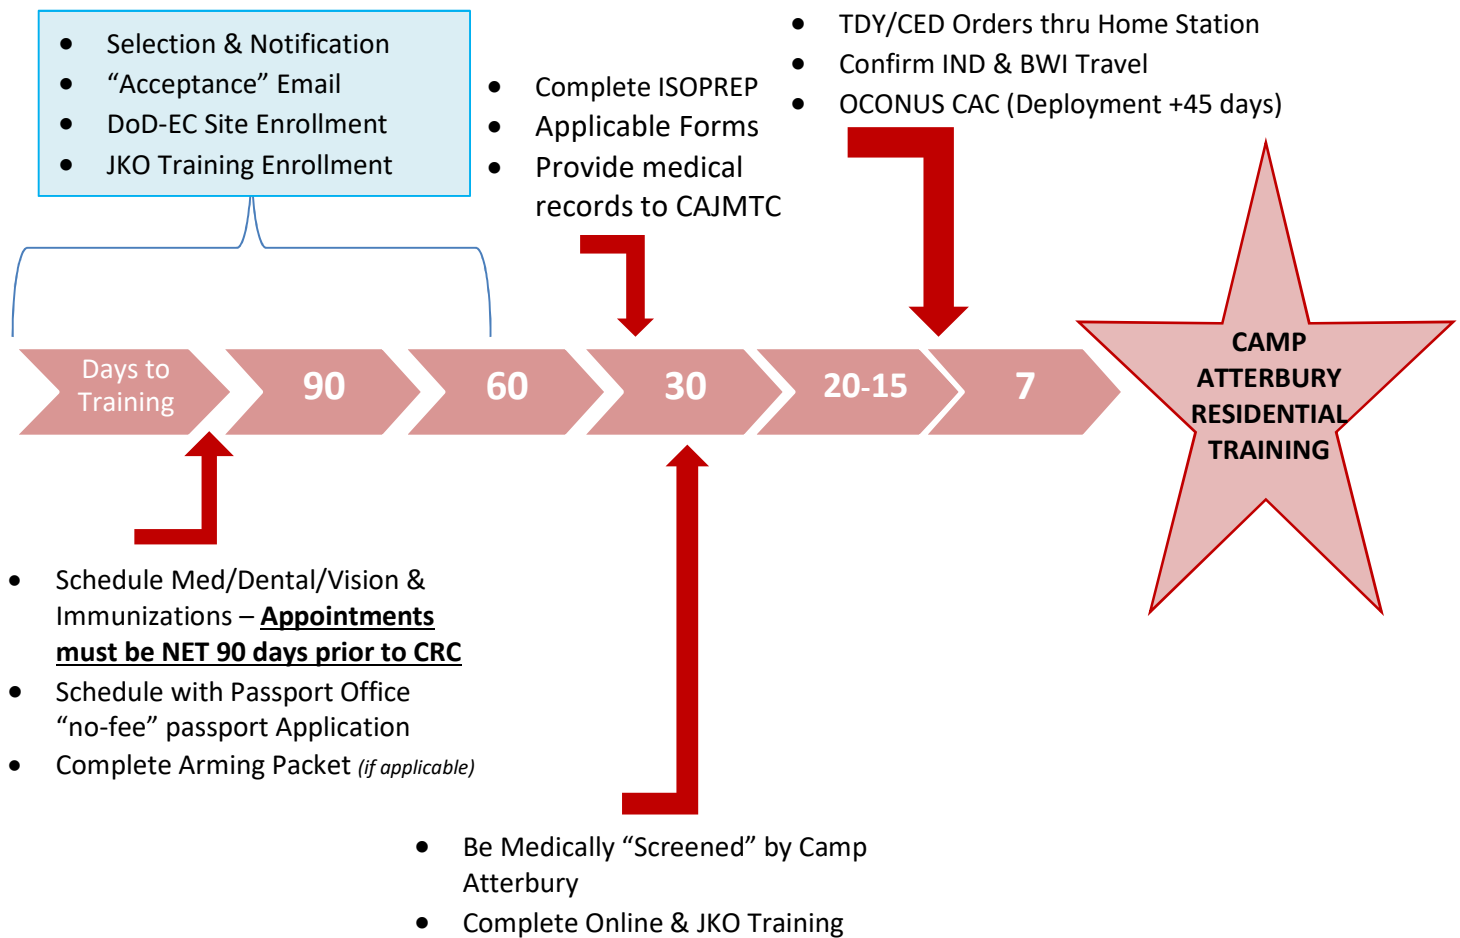 • Selection & Notification
• “Acceptance” Email
• DoD-EC Site Enrollment
• JKO Training Enrollment
• Complete ISOPREP
• Applicable Forms
• Provide medical
records to CAJMTC
• TDY/CED Orders thru Home Station
• Confirm IND & BWI Travel
• OCONUS CAC (Deployment +45 days)
Days to
Training
90
60
30
20-15
7
CAMP
ATTERBURY
RESIDENTIAL
TRAINING
• Schedule Med/Dental/Vision &
Immunizations – Appointments
must be NET 90 days prior to CRC
• Schedule with Passport Office
“no-fee” passport Application
• Complete Arming Packet (if applicable)
• Be Medically “Screened” by Camp
Atterbury
• Complete Online & JKO Training